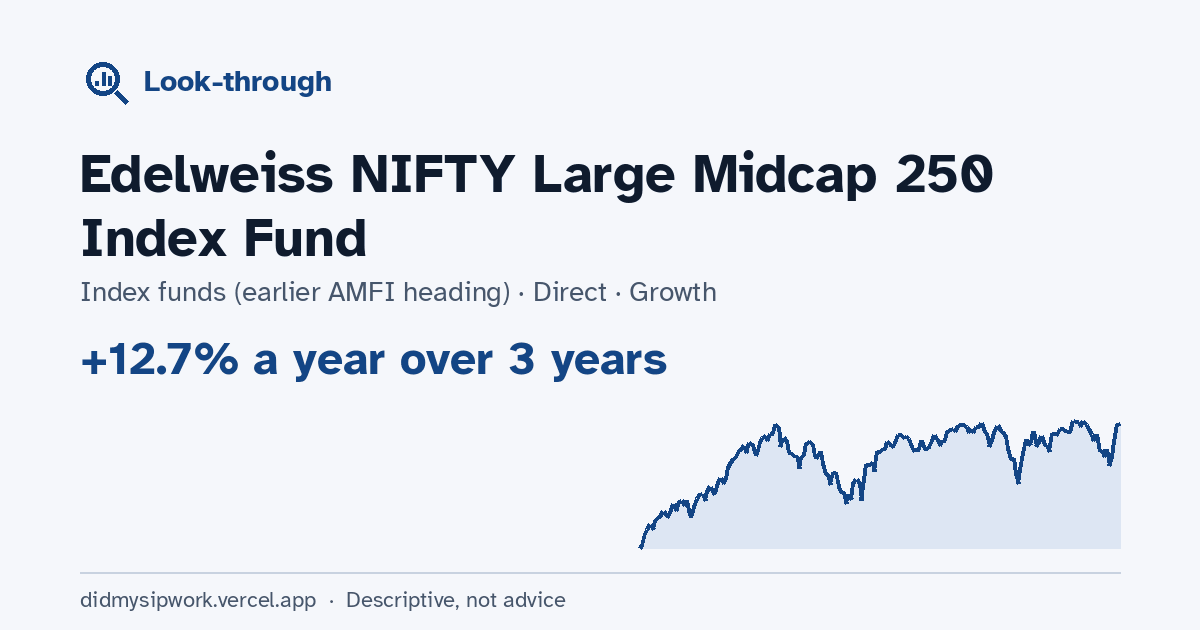 Look-through
Edelweiss NIFTY Large Midcap 250
Index Fund
Index funds (earlier AMFI heading) · Direct · Growth
+12.7% a year over 3 years
didmysipwork.vercel.app · Descriptive, not advice